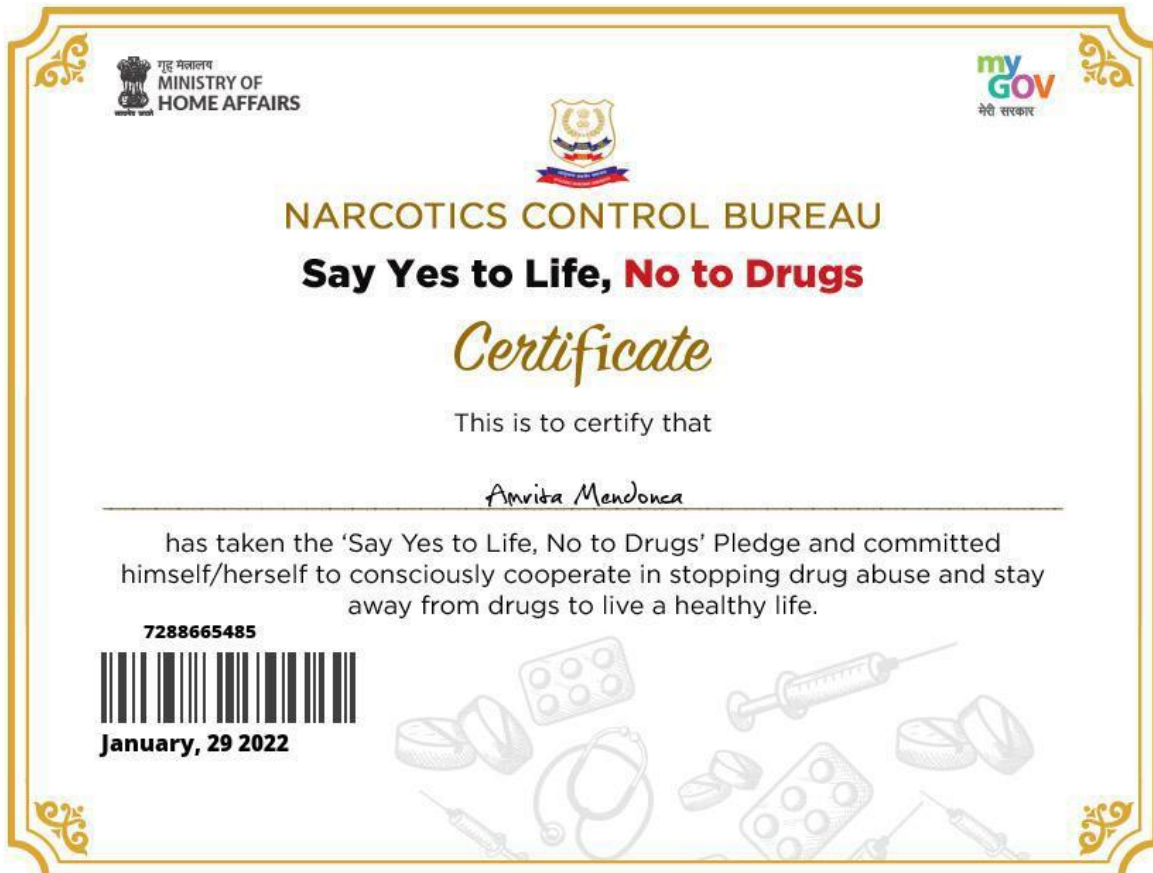 गृह मंत्रालय
MINISTRY OF
HOME AFFAIRS
my
GOV
मेरी सरकार
NARCOTICS CONTROL BUREAU
Say Yes to Life, No to Drugs
Certificate
This is to certify that
Amrita Mendonca
has taken the ‘Say Yes to Life, No to Drugs’ Pledge and committed
himself/herself to consciously cooperate in stopping drug abuse and stay
away from drugs to live a healthy life.
7288665485
January, 29 2022